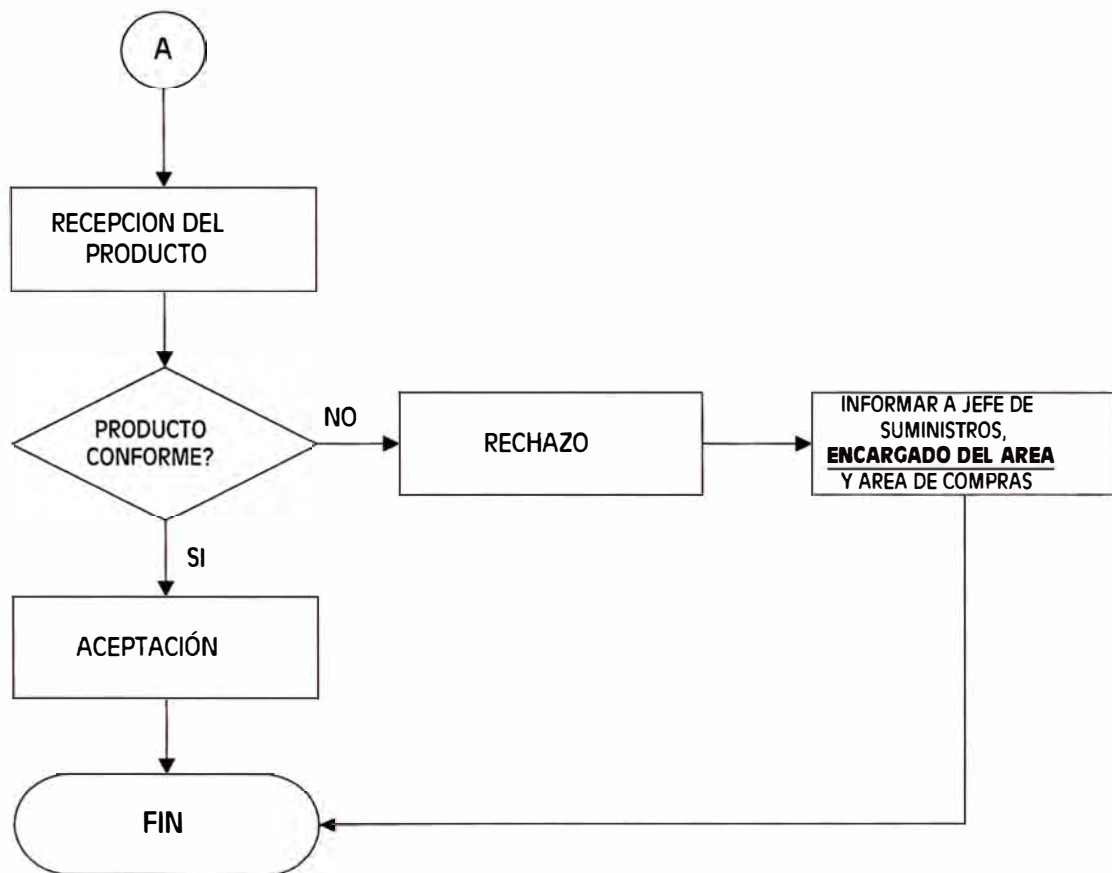 A
RECEPCION DEL
PRODUCTO
PRODUCTO
CONFORME?
NO
RECHAZO
INFORMAR A JEFE DE
SUMINISTROS,
ENCARGADO DEL AREA
Y AREA DE COMPRAS
SI
ACEPTACIÓN
FIN